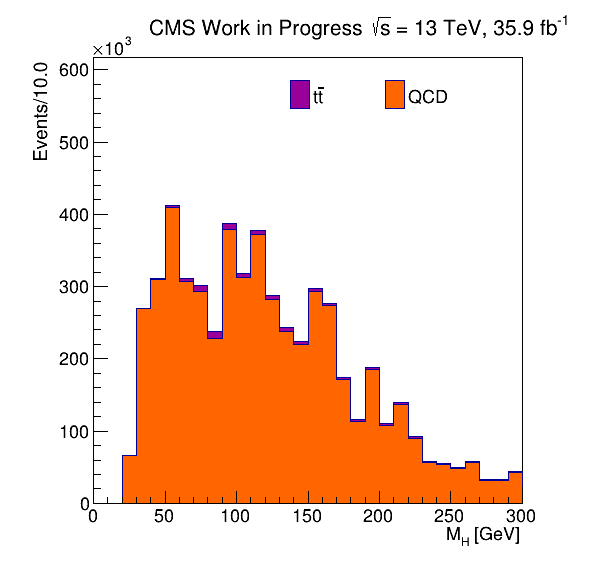 CMS Work in Progress √s = 13 TeV, 35.9 fb⁻¹
×10³
Events/10.0
tt̄
QCD
600
500
400
300
200
100
0
0 50 100 150 200 250 300
M_H [GeV]